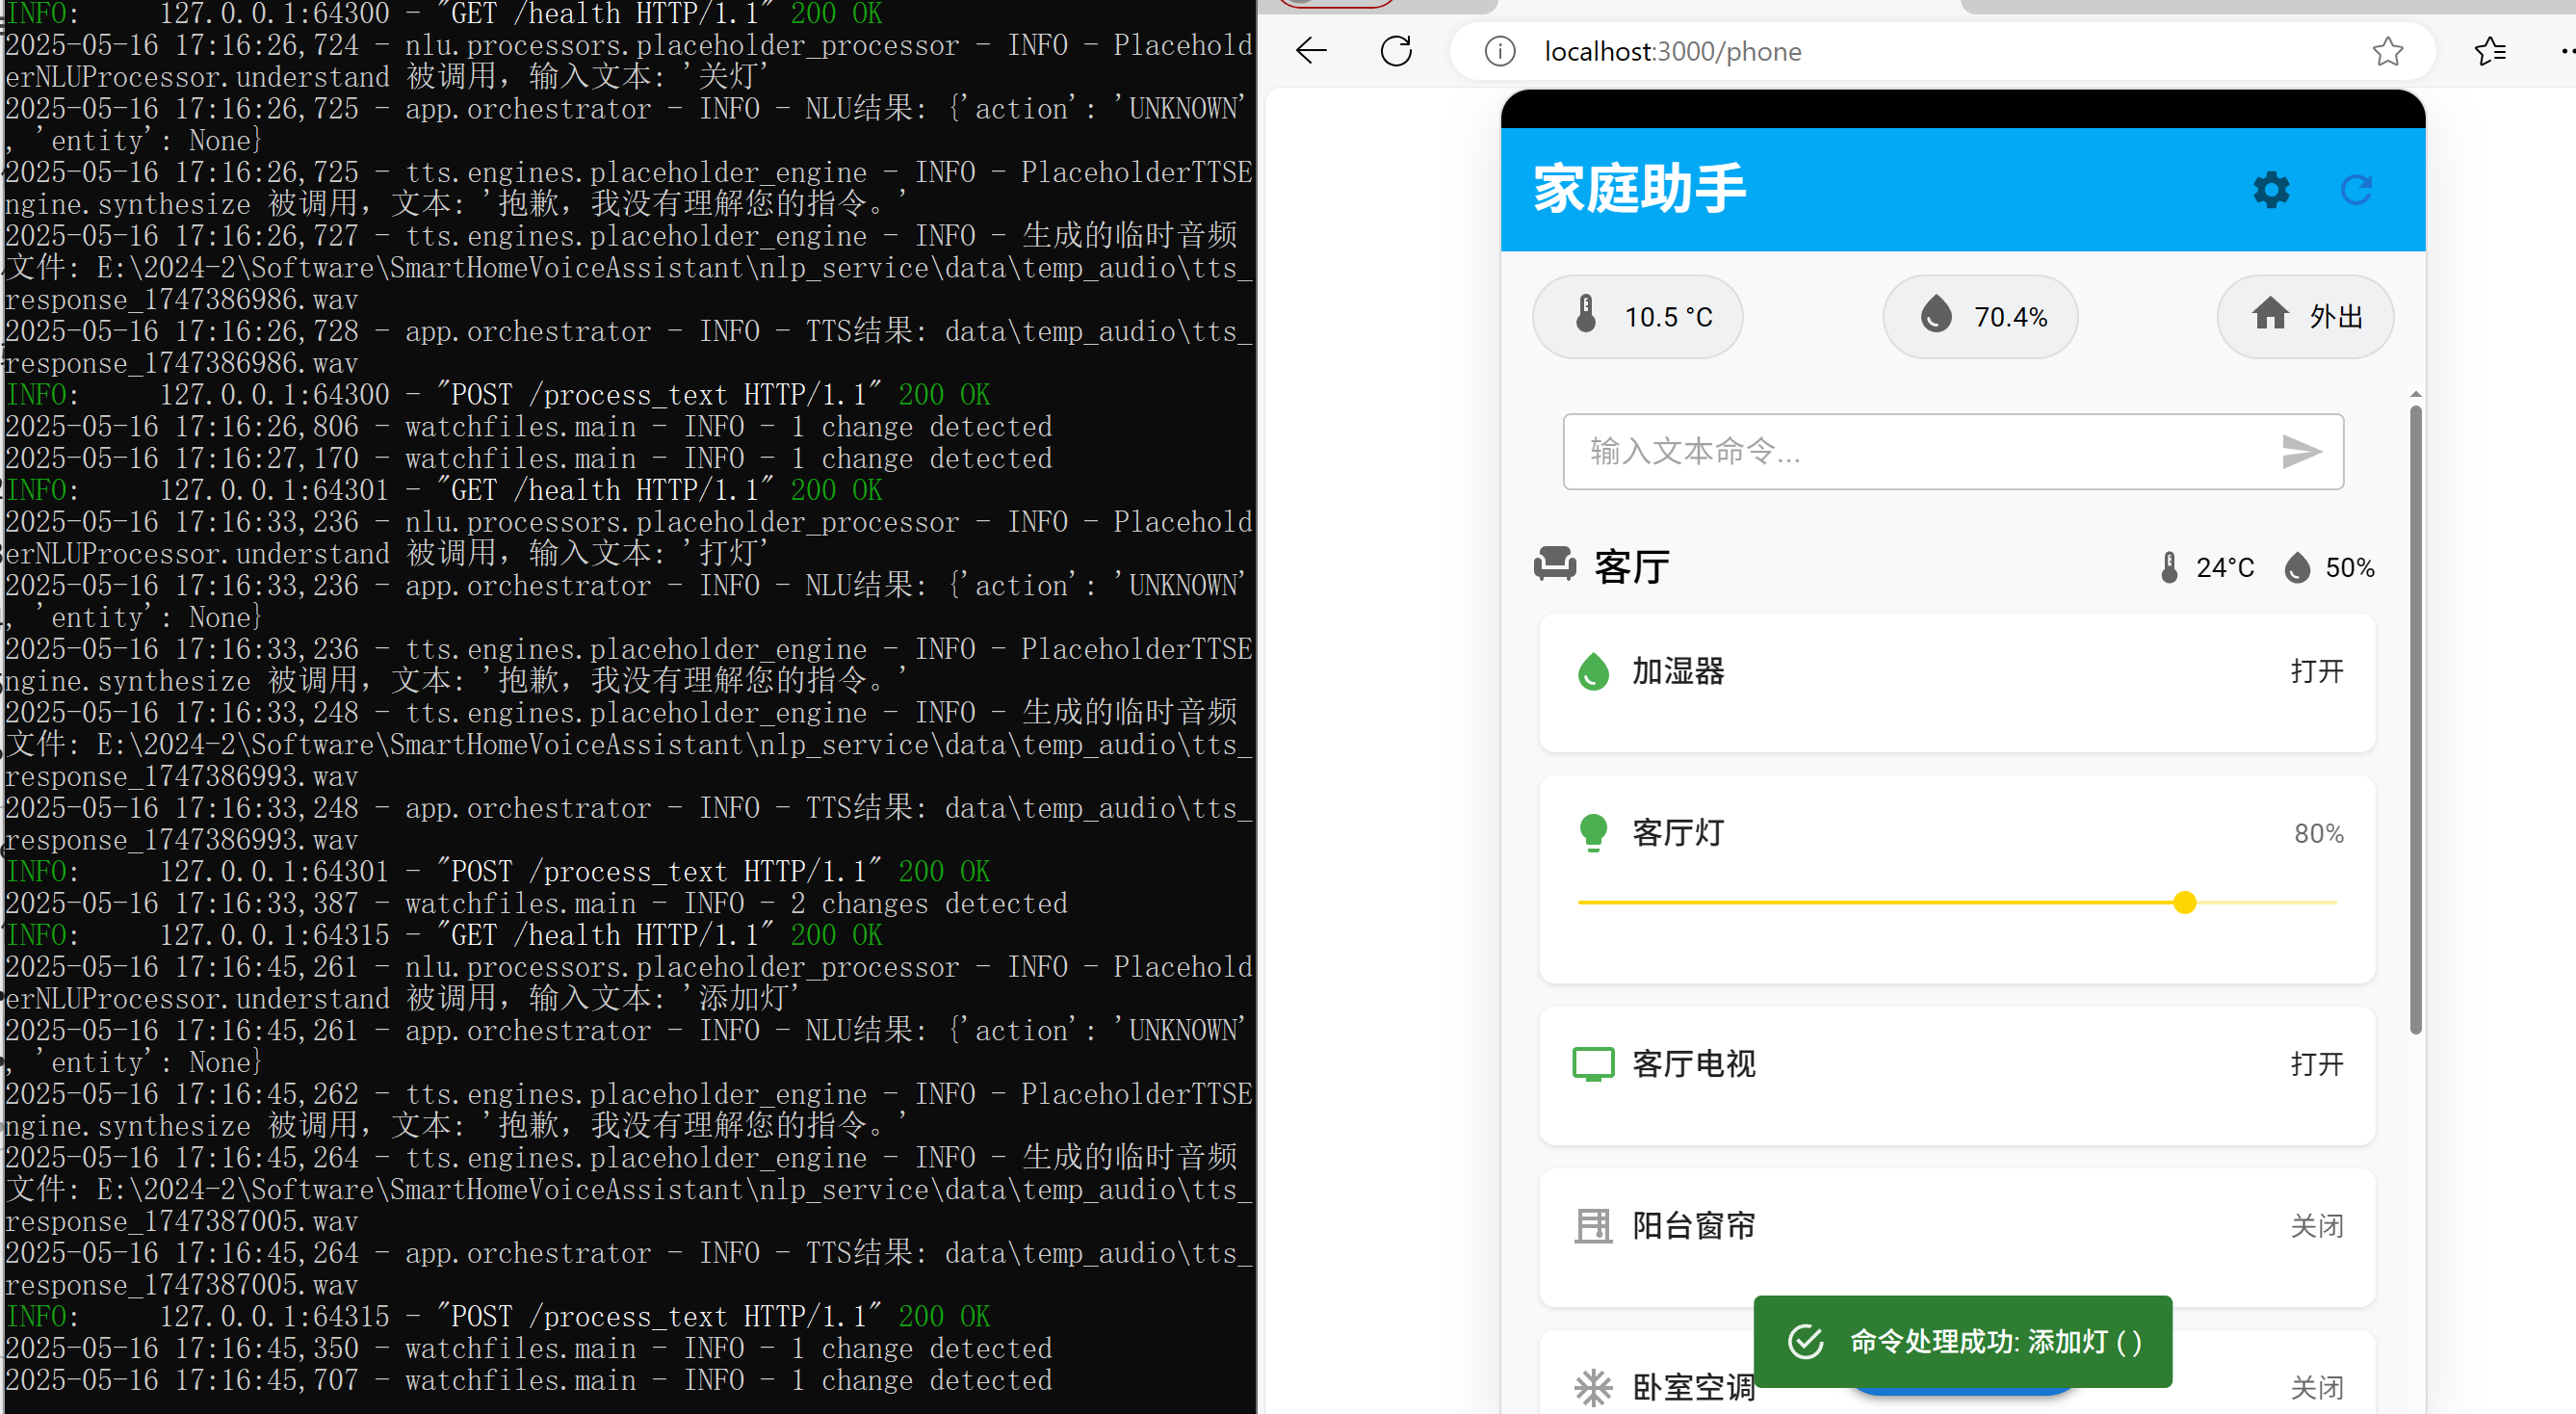 INFO:     127.0.0.1:64300 - "GET /health HTTP/1.1" 200 OK
2025-05-16 17:16:26,724 - nlu.processors.placeholder_processor - INFO - Placehold
erNLUProcessor.understand 被调用，输入文本: '关灯'
2025-05-16 17:16:26,725 - app.orchestrator - INFO - NLU结果: {'action': 'UNKNOWN'
, 'entity': None}
2025-05-16 17:16:26,725 - tts.engines.placeholder_engine - INFO - PlaceholderTTSE
ngine.synthesize 被调用，文本: '抱歉，我没有理解您的指令。'
2025-05-16 17:16:26,727 - tts.engines.placeholder_engine - INFO - 生成的临时音频
文件: E:\2024-2\Software\SmartHomeVoiceAssistant\nlp_service\data\temp_audio\tts_
response_1747386986.wav
2025-05-16 17:16:26,728 - app.orchestrator - INFO - TTS结果: data\temp_audio\tts_
response_1747386986.wav
INFO:     127.0.0.1:64300 - "POST /process_text HTTP/1.1" 200 OK
2025-05-16 17:16:26,806 - watchfiles.main - INFO - 1 change detected
2025-05-16 17:16:27,170 - watchfiles.main - INFO - 1 change detected
INFO:     127.0.0.1:64301 - "GET /health HTTP/1.1" 200 OK
2025-05-16 17:16:33,236 - nlu.processors.placeholder_processor - INFO - Placehold
erNLUProcessor.understand 被调用，输入文本: '打灯'
2025-05-16 17:16:33,236 - app.orchestrator - INFO - NLU结果: {'action': 'UNKNOWN'
, 'entity': None}
2025-05-16 17:16:33,236 - tts.engines.placeholder_engine - INFO - PlaceholderTTSE
ngine.synthesize 被调用，文本: '抱歉，我没有理解您的指令。'
2025-05-16 17:16:33,248 - tts.engines.placeholder_engine - INFO - 生成的临时音频
文件: E:\2024-2\Software\SmartHomeVoiceAssistant\nlp_service\data\temp_audio\tts_
response_1747386993.wav
2025-05-16 17:16:33,248 - app.orchestrator - INFO - TTS结果: data\temp_audio\tts_
response_1747386993.wav
INFO:     127.0.0.1:64301 - "POST /process_text HTTP/1.1" 200 OK
2025-05-16 17:16:33,387 - watchfiles.main - INFO - 2 changes detected
INFO:     127.0.0.1:64315 - "GET /health HTTP/1.1" 200 OK
2025-05-16 17:16:45,261 - nlu.processors.placeholder_processor - INFO - Placehold
erNLUProcessor.understand 被调用，输入文本: '添加灯'
2025-05-16 17:16:45,261 - app.orchestrator - INFO - NLU结果: {'action': 'UNKNOWN'
, 'entity': None}
2025-05-16 17:16:45,262 - tts.engines.placeholder_engine - INFO - PlaceholderTTSE
ngine.synthesize 被调用，文本: '抱歉，我没有理解您的指令。'
2025-05-16 17:16:45,264 - tts.engines.placeholder_engine - INFO - 生成的临时音频
文件: E:\2024-2\Software\SmartHomeVoiceAssistant\nlp_service\data\temp_audio\tts_
response_1747387005.wav
2025-05-16 17:16:45,264 - app.orchestrator - INFO - TTS结果: data\temp_audio\tts_
response_1747387005.wav
INFO:     127.0.0.1:64315 - "POST /process_text HTTP/1.1" 200 OK
2025-05-16 17:16:45,350 - watchfiles.main - INFO - 1 change detected
2025-05-16 17:16:45,707 - watchfiles.main - INFO - 1 change detected
localhost:3000/phone
家庭助手
10.5 °C 70.4% 外出
输入文本命令...
客厅 24°C 50%
加湿器 打开
客厅灯 80%
客厅电视 打开
阳台窗帘 关闭
命令处理成功: 添加灯 ( )
卧室空调 关闭